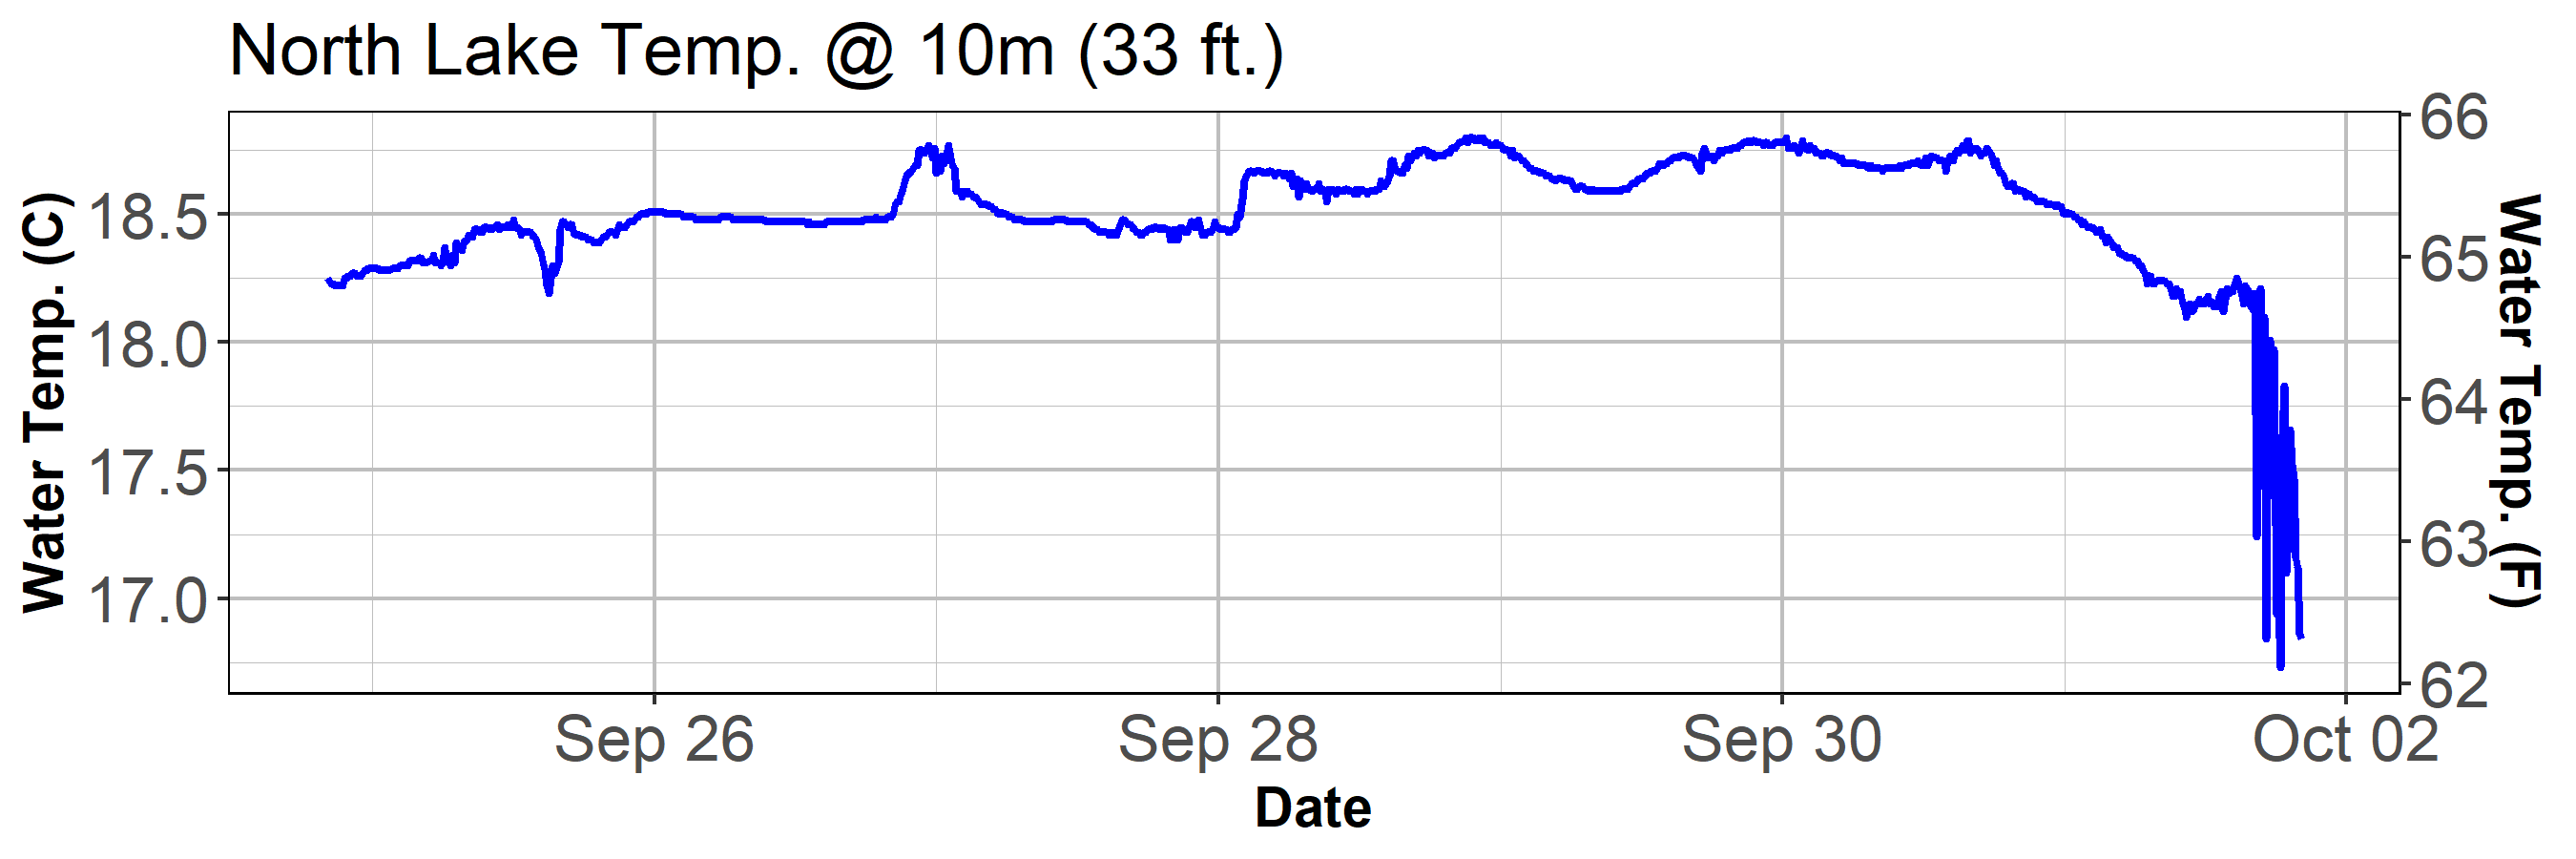 North Lake Temp. @ 10m (33 ft.)
Water Temp. (C)
18.5
18.0
17.5
17.0
66
65
64
63
62
Water Temp. (F)
Sep 26
Sep 28
Sep 30
Oct 02
Date